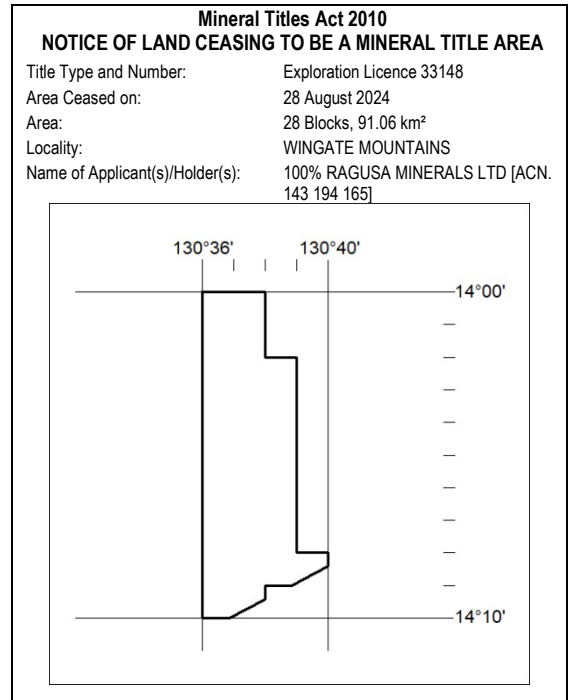 Mineral Titles Act 2010
NOTICE OF LAND CEASING TO BE A MINERAL TITLE AREA
Title Type and Number: Exploration Licence 33148
Area Ceased on: 28 August 2024
Area: 28 Blocks, 91.06 km²
Locality: WINGATE MOUNTAINS
Name of Applicant(s)/Holder(s): 100% RAGUSA MINERALS LTD [ACN.
143 194 165]
130°36' 130°40'
14°00'
14°10'